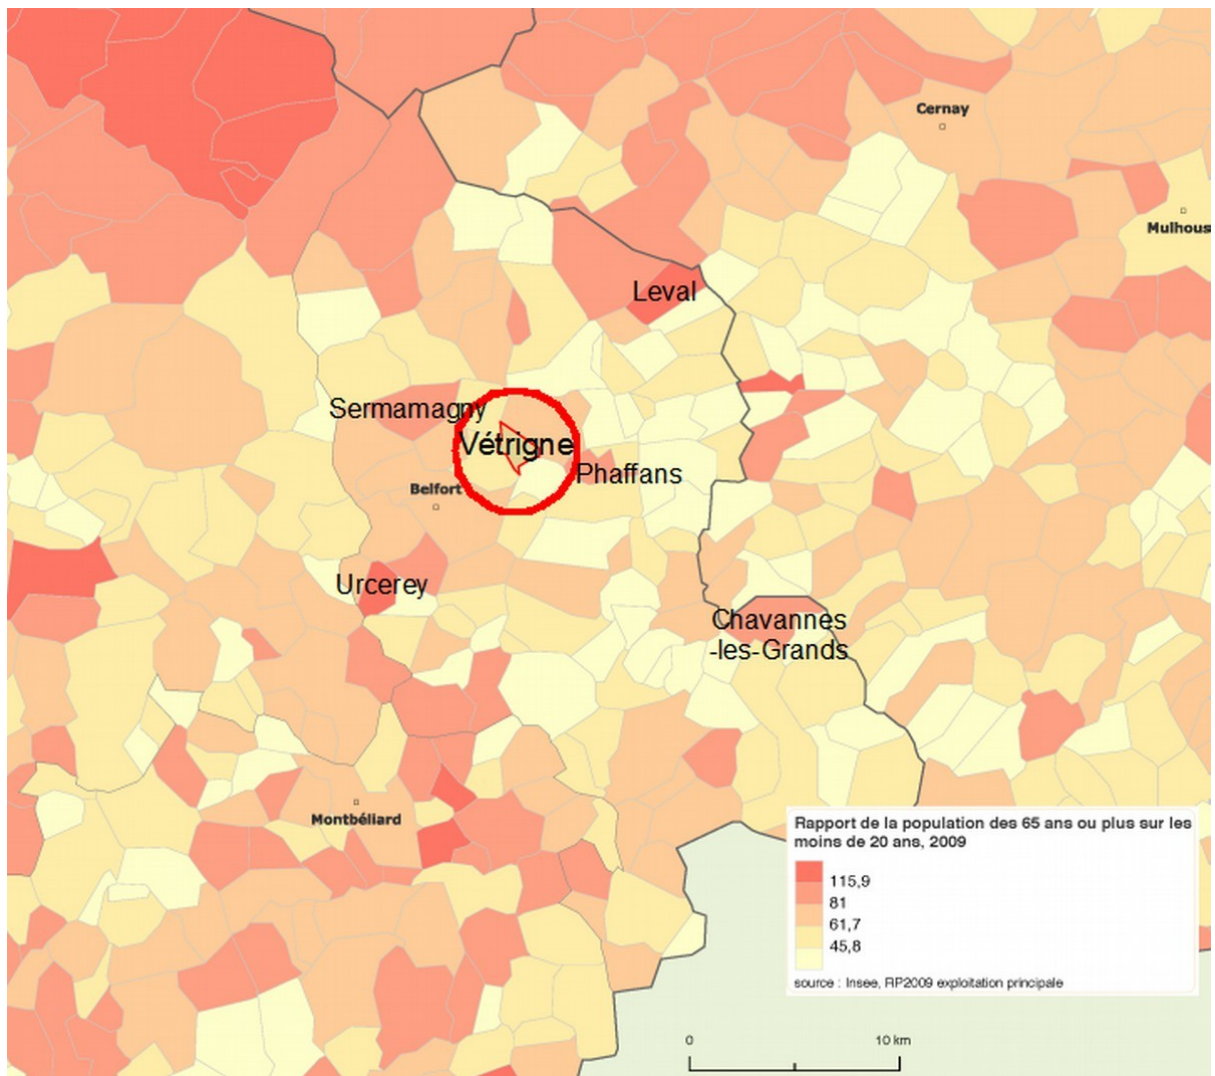 Cernay
Mulhous
Leval
Sermamagny
Vétrigne
Phaffans
Belfort
Urcerey
Chavannes
-les-Grands
Montbéliard
Rapport de la population des 65 ans ou plus sur les
moins de 20 ans, 2009
115,9
81
61,7
45,8
source : Insee, RP2009 exploitation principale
0 10 km